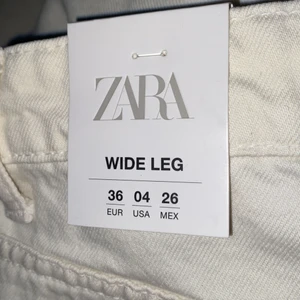 ZARA
WIDE LEG
36 04 26
EUR USA MEX